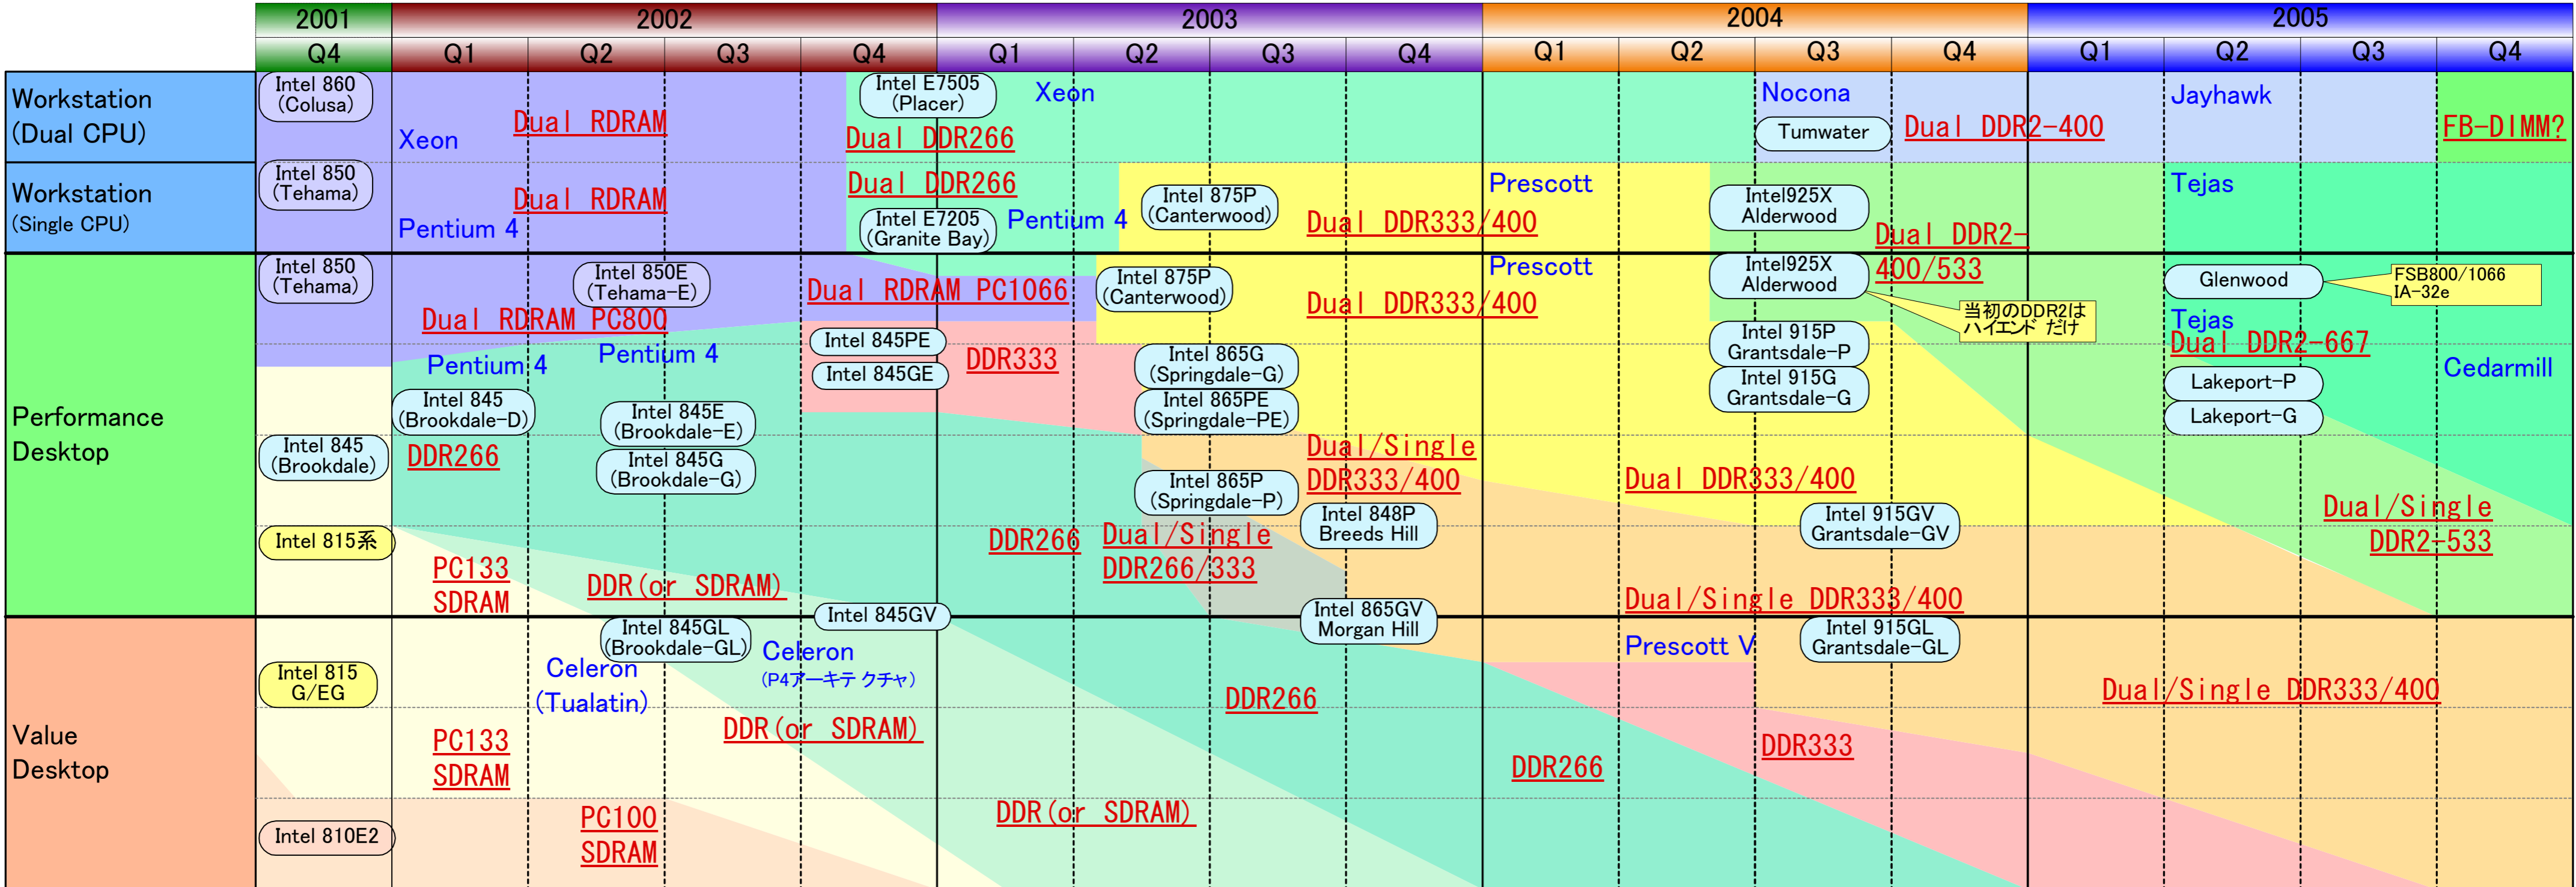 2001
2002
2003
2004
2005
Q4
Q1
Q2
Q3
Q4
Q1
Q2
Q3
Q4
Q1
Q2
Q3
Q4
Q1
Q2
Q3
Q4
Workstation
(Dual CPU)
Intel 860
(Colusa)
Xeon
Dual RDRAM
Intel E7505
(Placer)
Dual DDR266
Xeon
Nocona
Tumwater
Dual DDR2-400
Jayhawk
FB-DIMM?
Workstation
(Single CPU)
Intel 850
(Tehama)
Pentium 4
Dual RDRAM
Dual DDR266
Intel E7205
(Granite Bay)
Pentium 4
Intel 875P
(Canterwood)
Dual DDR333/400
Prescott
Intel925X
Alderwood
Dual DDR2-
400/533
Tejas
Performance
Desktop
Intel 850
(Tehama)
Intel 850E
(Tehama-E)
Dual RDRAM PC800
Dual RDRAM PC1066
Intel 875P
(Canterwood)
Dual DDR333/400
Prescott
Intel925X
Alderwood
当初のDDR2は
ハイエンド だけ
Glenwood
FSB800/1066
IA-32e
Tejas
Dual DDR2-667
Pentium 4
Pentium 4
Intel 845PE
Intel 845GE
DDR333
Intel 865G
(Springdale-G)
Intel 865PE
(Springdale-PE)
Intel 915P
Grantsdale-P
Intel 915G
Grantsdale-G
Lakeport-P
Lakeport-G
Cedarmill
Intel 845
(Brookdale)
Intel 845
(Brookdale-D)
DDR266
Intel 845E
(Brookdale-E)
Intel 845G
(Brookdale-G)
Intel 865P
(Springdale-P)
Dual/Single
DDR333/400
Dual DDR333/400
Intel 815系
PC133
SDRAM
DDR(or SDRAM)
DDR266
Dual/Single
DDR266/333
Intel 848P
Breeds Hill
Intel 915GV
Grantsdale-GV
Dual/Single DDR333/400
Dual/Single
DDR2-533
Intel 845GV
Intel 865GV
Morgan Hill
Value
Desktop
Intel 815
G/EG
Intel 845GL
(Brookdale-GL)
Celeron
(Tualatin)
Celeron
(P4アーキテ クチャ)
DDR266
Prescott V
Intel 915GL
Grantsdale-GL
Dual/Single DDR333/400
PC133
SDRAM
DDR(or SDRAM)
DDR266
DDR333
Intel 810E2
PC100
SDRAM
DDR(or SDRAM)